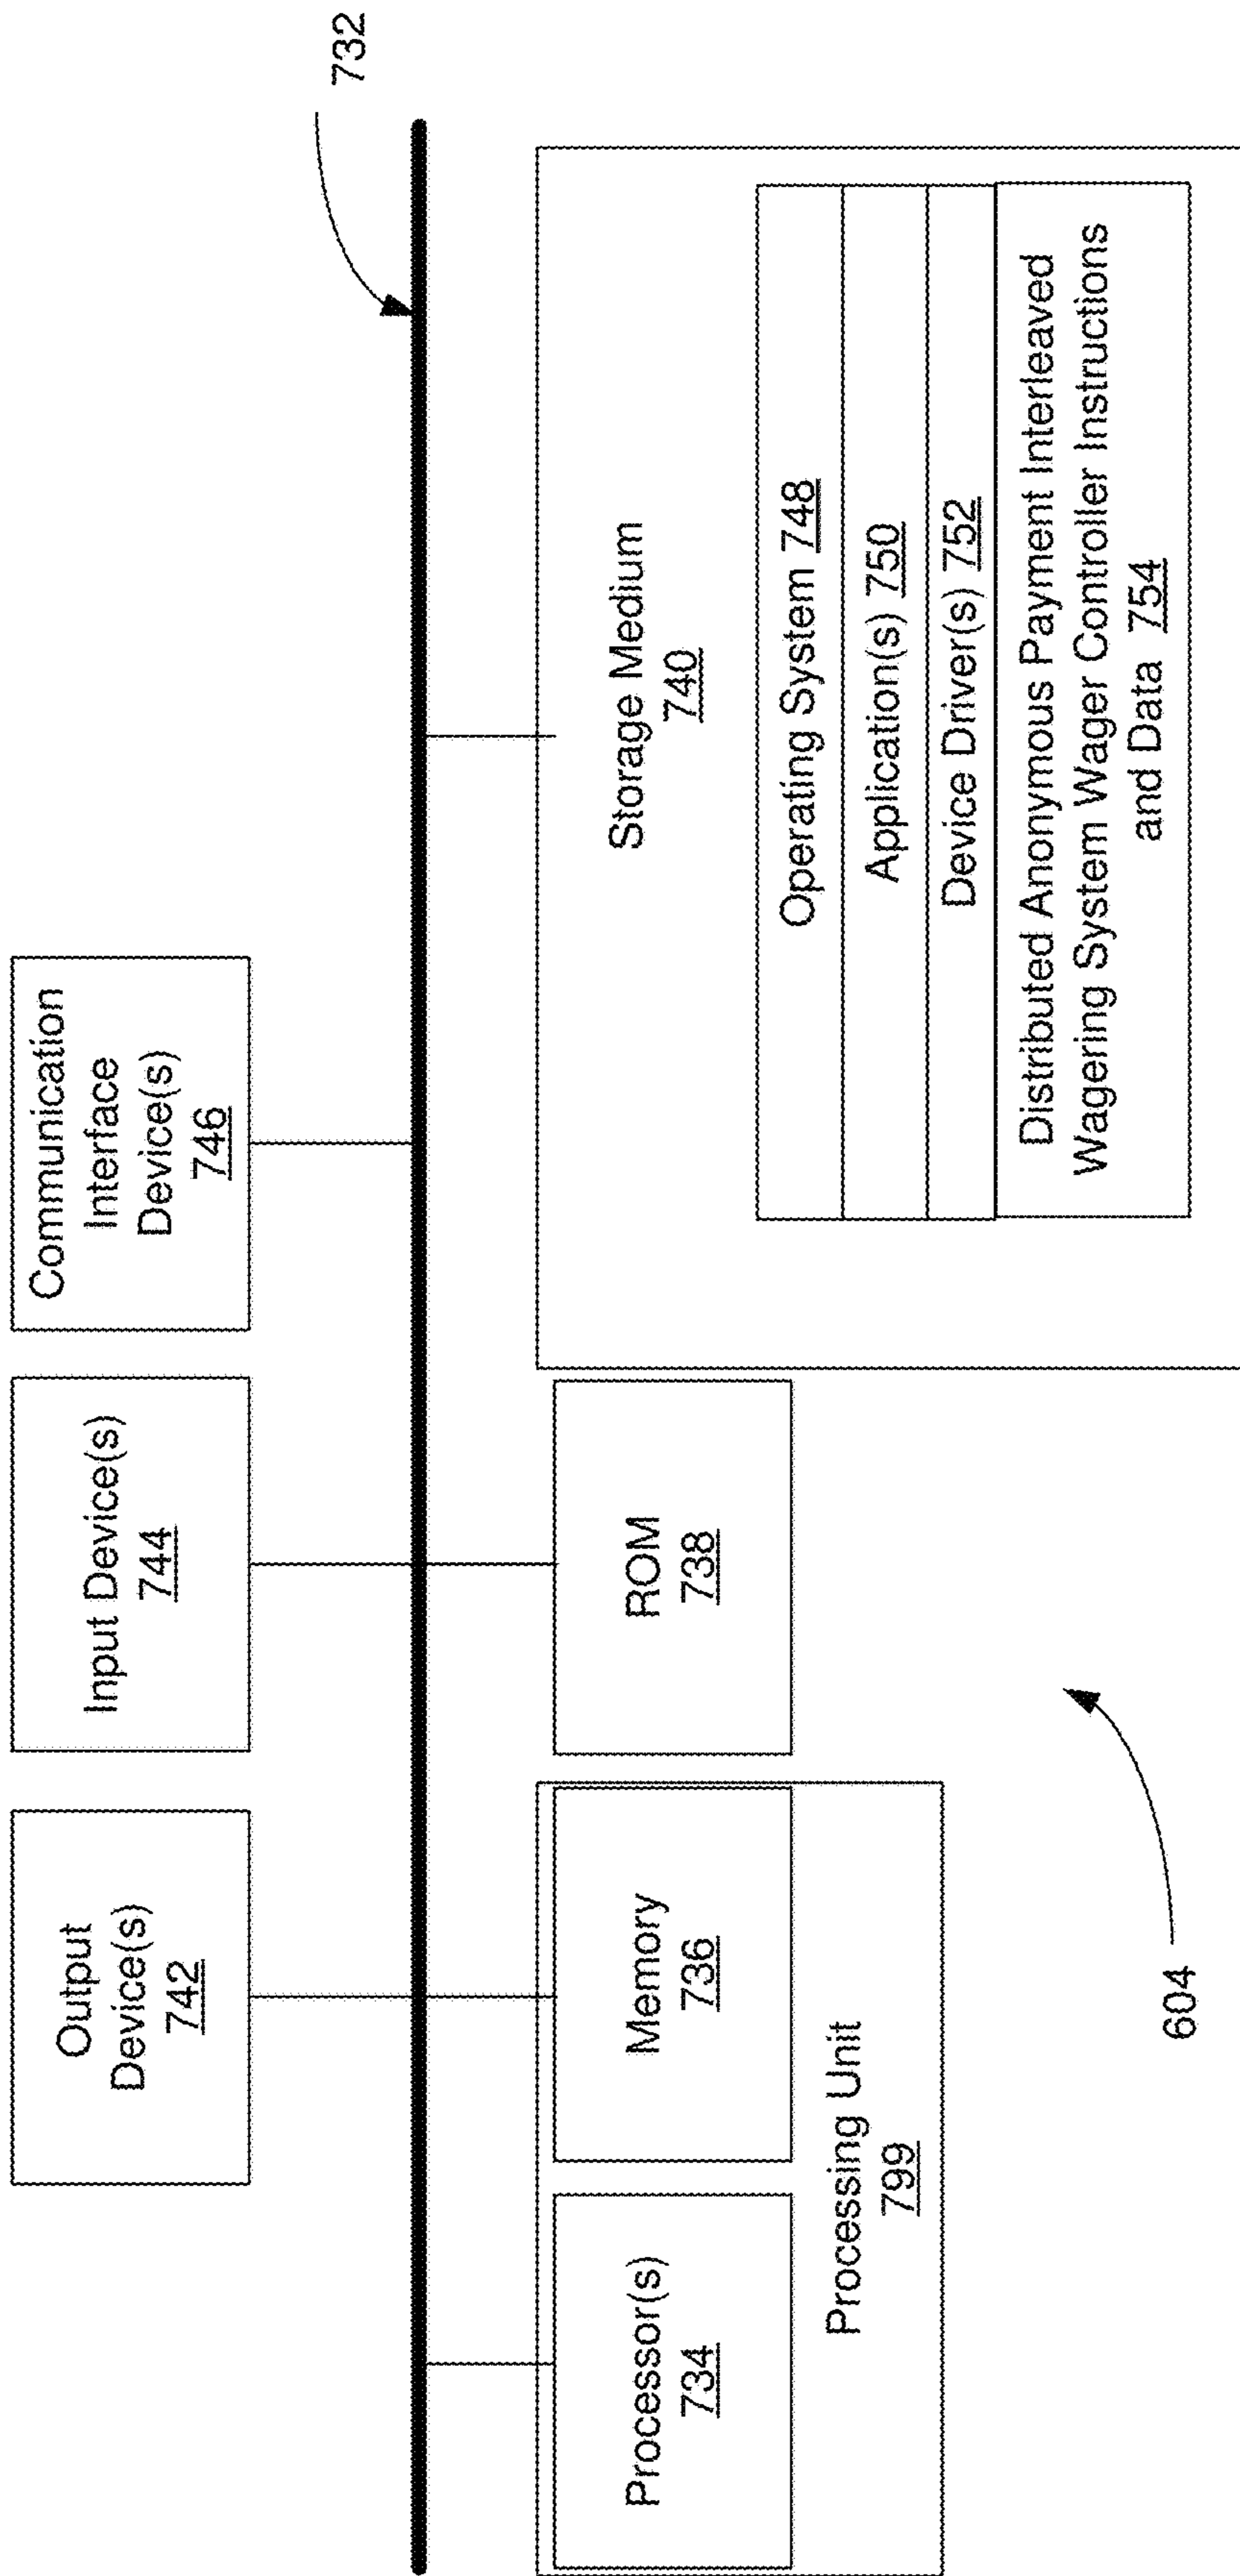 732
Output
Device(s)
742
Input Device(s)
744
Communication
Interface
Device(s)
746
Processor(s)
734
Memory
736
Processing Unit
799
ROM
738
Storage Medium
740
Operating System 748
Application(s) 750
Device Driver(s) 752
Distributed Anonymous Payment Interleaved
Wagering System Wager Controller Instructions
and Data 754
604